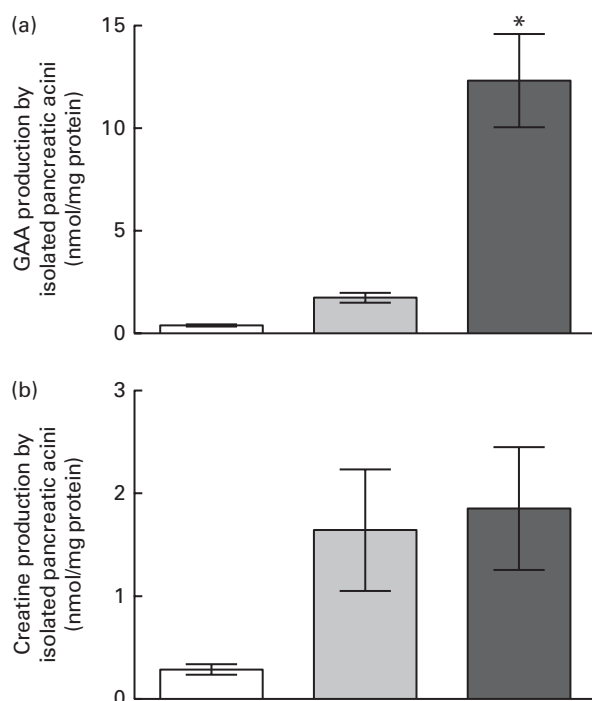 (a)
GAA production by
isolated pancreatic acini
(nmol/mg protein)
15
10
5
0
*
(b)
Creatine production by
isolated pancreatic acini
(nmol/mg protein)
3
2
1
0